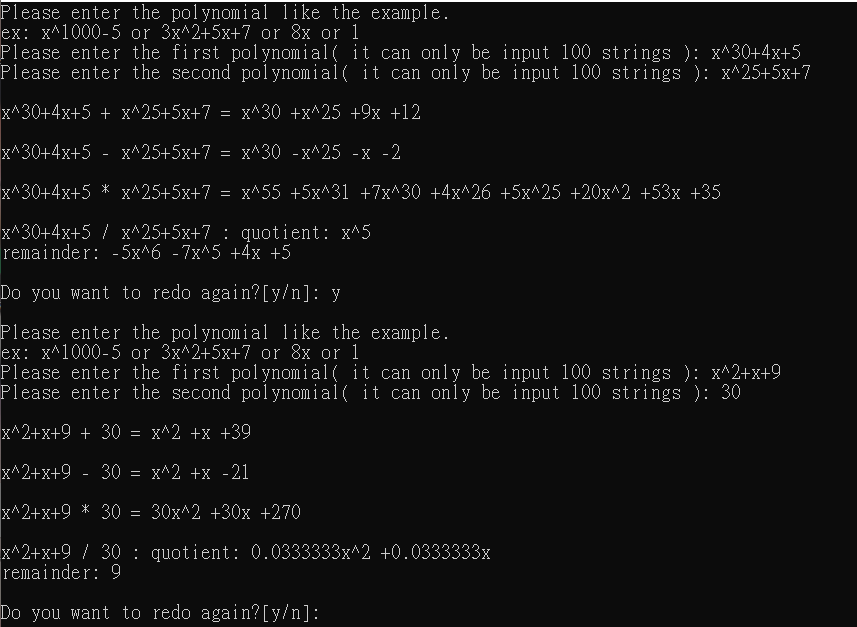 Please enter the polynomial like the example.
ex: x^1000-5 or 3x^2+5x+7 or 8x or 1
Please enter the first polynomial( it can only be input 100 strings ): x^30+4x+5
Please enter the second polynomial( it can only be input 100 strings ): x^25+5x+7
x^30+4x+5 + x^25+5x+7 = x^30 +x^25 +9x +12
x^30+4x+5 - x^25+5x+7 = x^30 -x^25 -x -2
x^30+4x+5 * x^25+5x+7 = x^55 +5x^31 +7x^30 +4x^26 +5x^25 +20x^2 +53x +35
x^30+4x+5 / x^25+5x+7 : quotient: x^5
remainder: -5x^6 -7x^5 +4x +5
Do you want to redo again?[y/n]: y
Please enter the polynomial like the example.
ex: x^1000-5 or 3x^2+5x+7 or 8x or 1
Please enter the first polynomial( it can only be input 100 strings ): x^2+x+9
Please enter the second polynomial( it can only be input 100 strings ): 30
x^2+x+9 + 30 = x^2 +x +39
x^2+x+9 - 30 = x^2 +x -21
x^2+x+9 * 30 = 30x^2 +30x +270
x^2+x+9 / 30 : quotient: 0.0333333x^2 +0.0333333x
remainder: 9
Do you want to redo again?[y/n]: